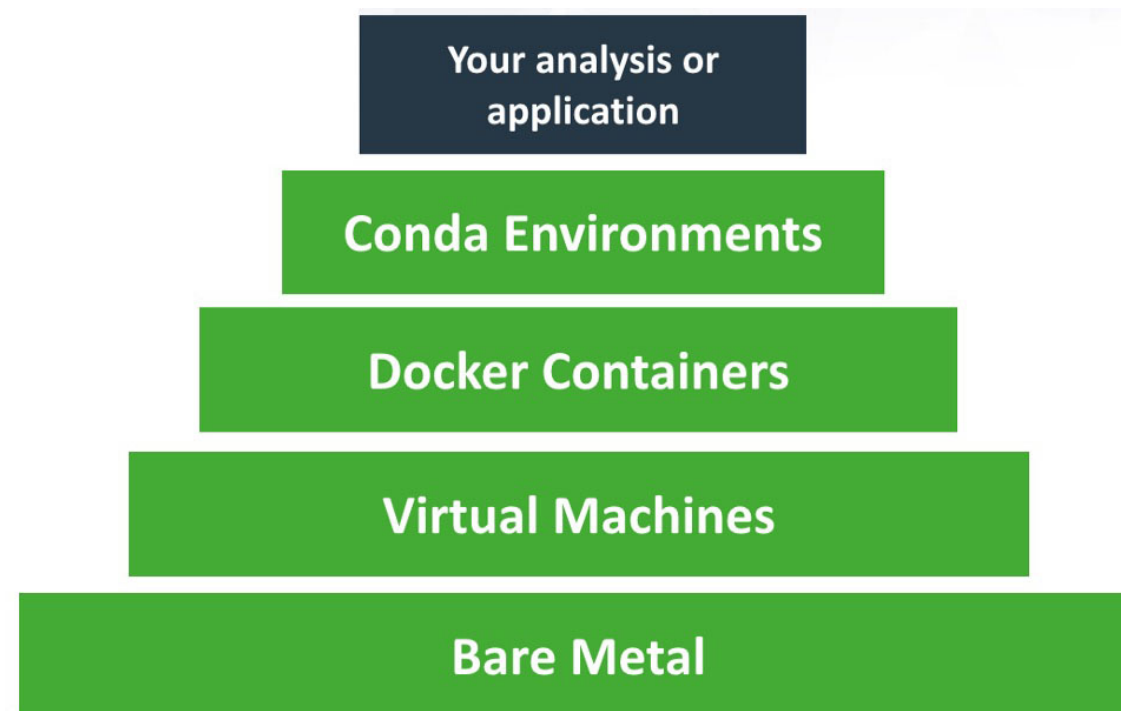 Your analysis or
application
Conda Environments
Docker Containers
Virtual Machines
Bare Metal